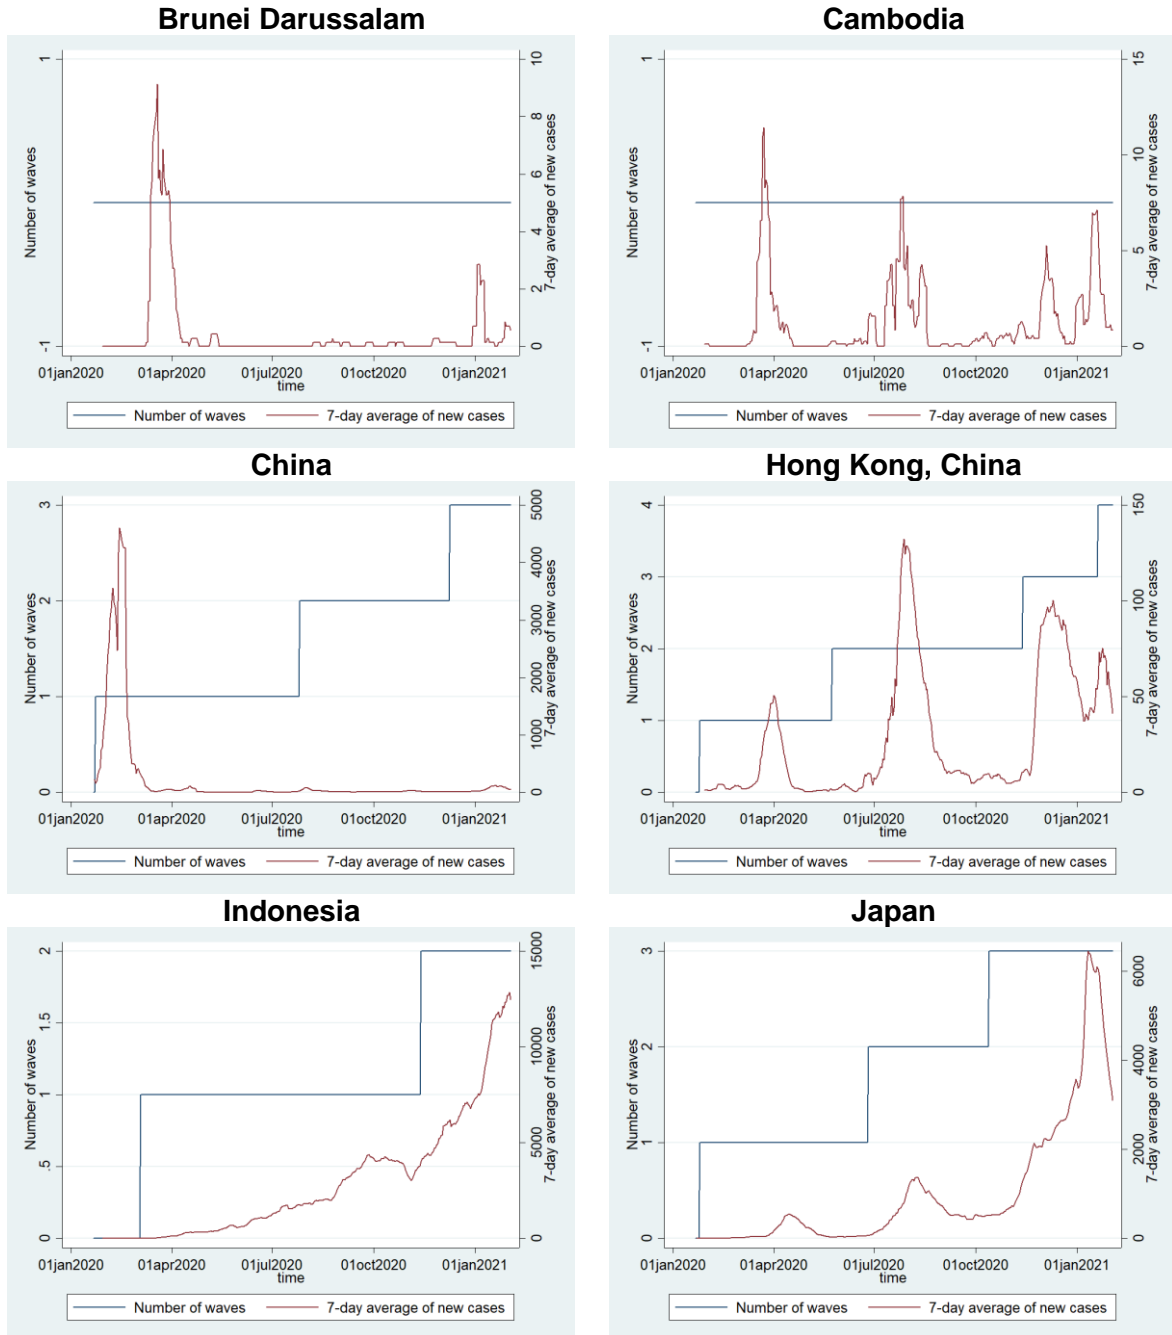 Brunei Darussalam
Number of waves
-1 1
7-day average of new cases
0 2 4 6 8 10
01jan2020 01apr2020 01jul2020 01oct2020 01jan2021
time
Number of waves 7-day average of new cases
Cambodia
Number of waves
-1 1
7-day average of new cases
0 5 10 15
01jan2020 01apr2020 01jul2020 01oct2020 01jan2021
time
Number of waves 7-day average of new cases
China
Number of waves
0 1 2 3
7-day average of new cases
0 1000 2000 3000 4000 5000
01jan2020 01apr2020 01jul2020 01oct2020 01jan2021
time
Number of waves 7-day average of new cases
Hong Kong, China
Number of waves
0 1 2 3 4
7-day average of new cases
0 50 100 150
01jan2020 01apr2020 01jul2020 01oct2020 01jan2021
time
Number of waves 7-day average of new cases
Indonesia
Number of waves
0 .5 1 1.5 2
7-day average of new cases
0 5000 10000 15000
01jan2020 01apr2020 01jul2020 01oct2020 01jan2021
time
Number of waves 7-day average of new cases
Japan
Number of waves
0 1 2 3
7-day average of new cases
0 2000 4000 6000
01jan2020 01apr2020 01jul2020 01oct2020 01jan2021
time
Number of waves 7-day average of new cases